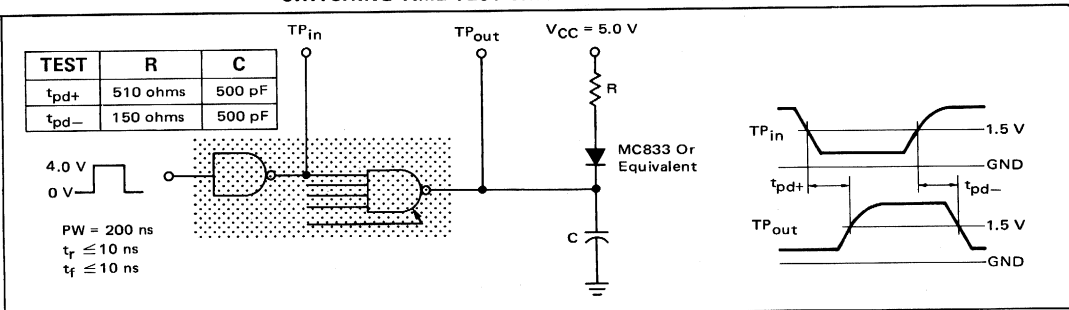 TP_in
TP_out
V_CC = 5.0 V
TEST R C
t_pd+ 510 ohms 500 pF
t_pd– 150 ohms 500 pF
R
MC833 Or
Equivalent
4.0 V
0 V
PW = 200 ns
t_r ≤ 10 ns
t_f ≤ 10 ns
C
TP_in
1.5 V
GND
t_pd+
t_pd–
TP_out
1.5 V
GND